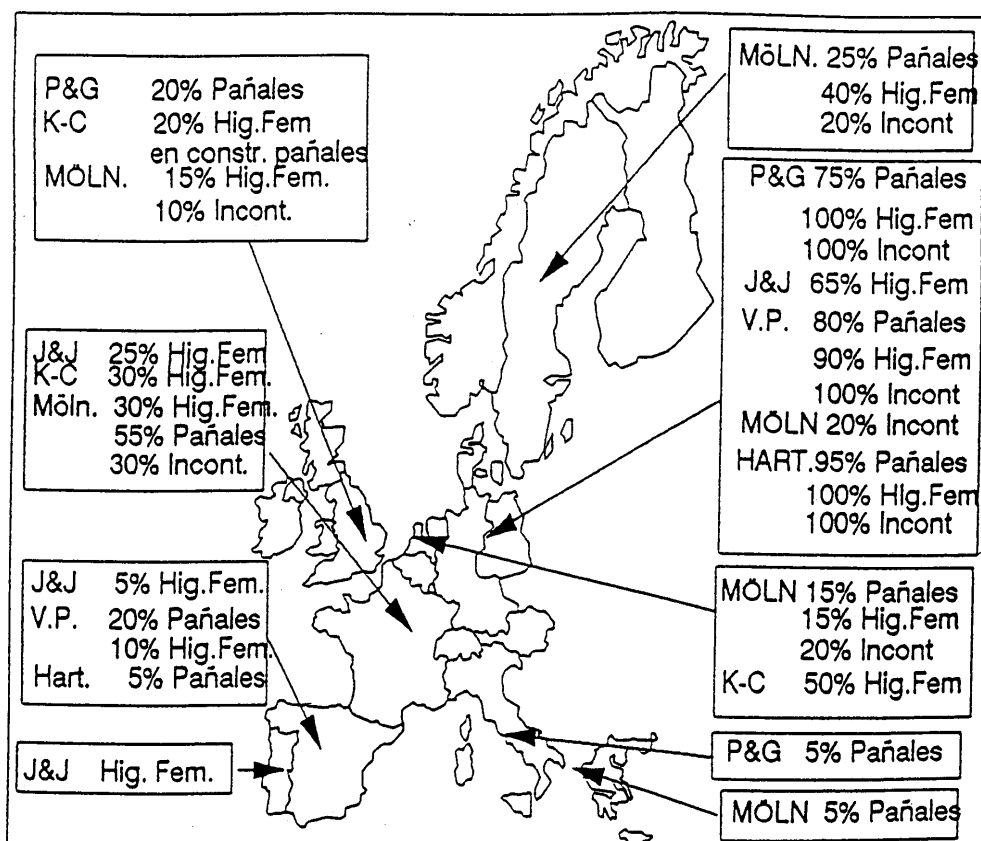 P&G 20% Pañales
K-C 20% Hig.Fem
en constr. pañales
MÖLN. 15% Hig.Fem.
10% Incont.
J&J 25% Hig.Fem
K-C 30% Hig.Fem.
Möln. 30% Hig.Fem.
55% Pañales
30% Incont.
J&J 5% Hig.Fem.
V.P. 20% Pañales
10% Hig.Fem.
Hart. 5% Pañales
J&J Hig. Fem.
MöLN. 25% Pañales
40% Hig.Fem
20% Incont
P&G 75% Pañales
100% Hig.Fem
100% Incont
J&J 65% Hig.Fem
V.P. 80% Pañales
90% Hig.Fem
100% Incont
MÖLN 20% Incont
HART.95% Pañales
100% Hig.Fem
100% Incont
MÖLN 15% Pañales
15% Hig.Fem
20% Incont
K-C 50% Hig.Fem
P&G 5% Pañales
MÖLN 5% Pañales